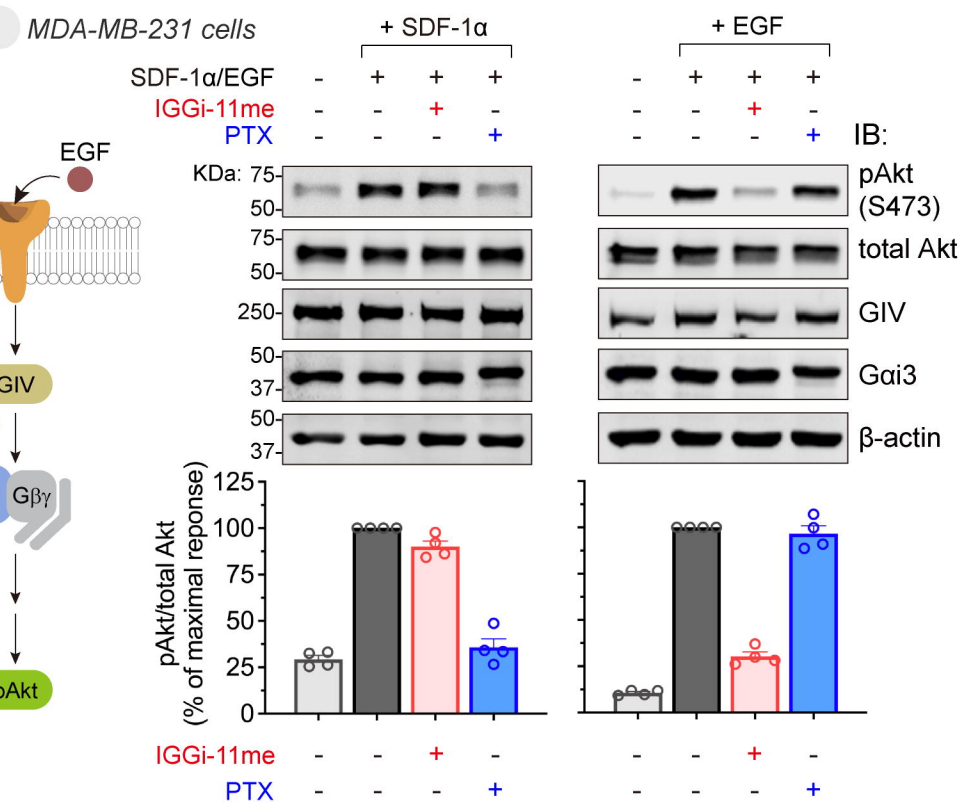 MDA-MB-231 cells
+ SDF-1α
+ EGF
SDF-1α/EGF - + + + - + + +
IGGi-11me - - + - - - + -
PTX - - - + - - - + IB:
EGF
GIV
Gβγ
pAkt
KDa: 75-
50-
pAkt
(S473)
75-
50-
total Akt
250-
GIV
50-
37-
Gαi3
50-
37-
β-actin
pAkt/total Akt
(% of maximal reponse)
125
100
75
50
25
0
IGGi-11me - - + - - - + -
PTX - - - + - - - +